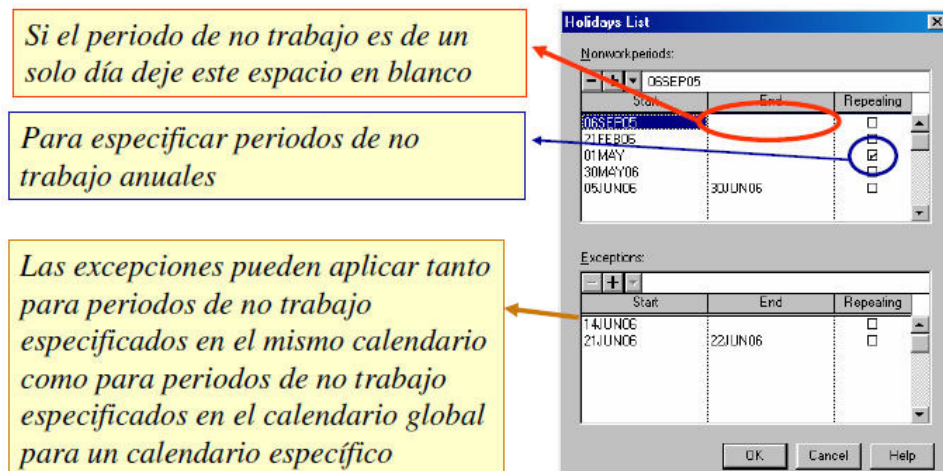 Si el periodo de no trabajo es de un
solo día deje este espacio en blanco
Para especificar periodos de no
trabajo anuales
Las excepciones pueden aplicar tanto
para periodos de no trabajo
especificados en el mismo calendario
como para periodos de no trabajo
especificados en el calendario global
para un calendario específico
Holidays List
Nonworkperiods:
06SEP05
Start End Repeating
06SEP05
21FEB06
01MAY
30MAY06
05JUN06 30JUN06
Exceptions:
Start End Repeating
14JUN06
21JUN06 22JUN06
OK Cancel Help